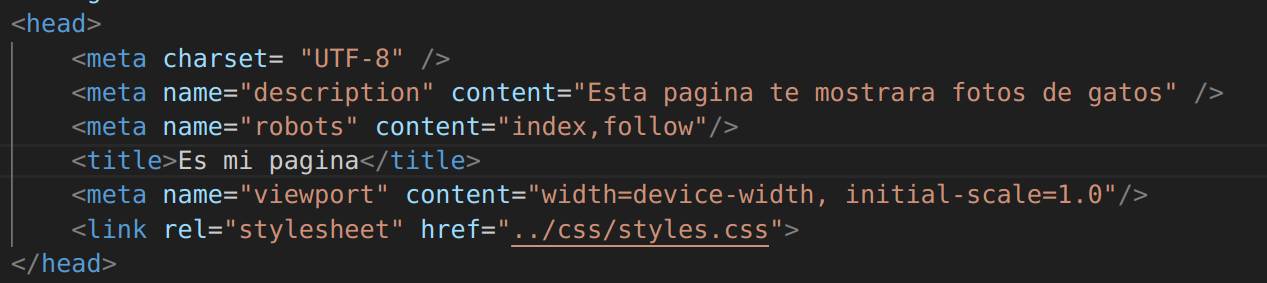 <head>
<meta charset= "UTF-8" />
<meta name="description" content="Esta pagina te mostrara fotos de gatos" />
<meta name="robots" content="index,follow"/>
<title>Es mi pagina</title>
<meta name="viewport" content="width=device-width, initial-scale=1.0"/>
<link rel="stylesheet" href="../css/styles.css">
</head>